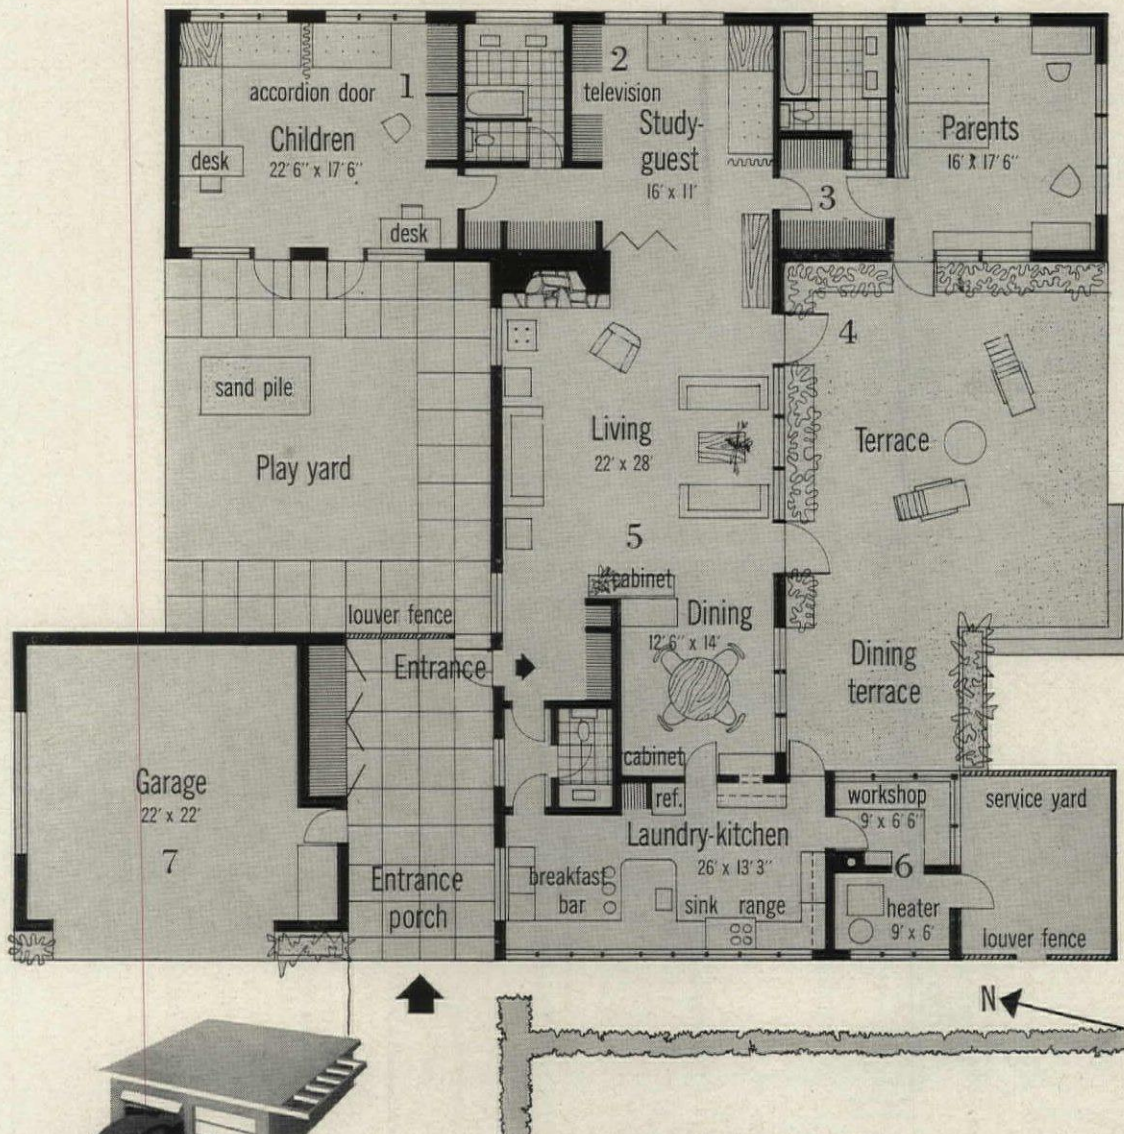 accordion door
1
Children
22' 6" x 17' 6"
desk
desk
2
television
Study-
guest
16' x 11'
3
Parents
16' x 17' 6"
4
sand pile
Play yard
Living
22' x 28'
Terrace
5
cabinet
louver fence
Dining
12' 6" x 14'
Entrance
Dining
terrace
cabinet
Garage
22' x 22'
7
ref.
workshop
9' x 6' 6"
service yard
Laundry-kitchen
26' x 13' 3"
6
Entrance
porch
breakfast
bar
sink
range
heater
9' x 6'
louver fence
N